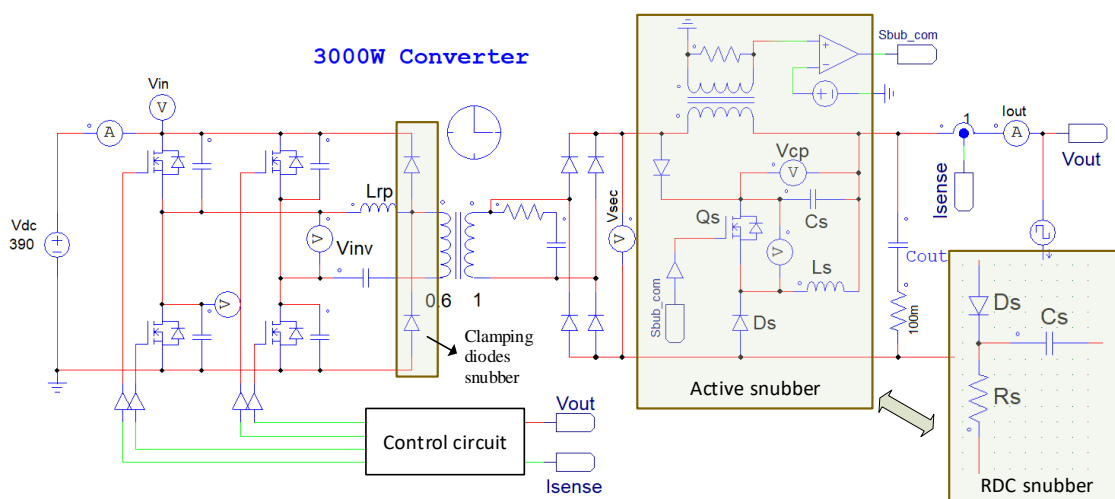 3000W Converter
Sbub_com
Vin
V
A
Vdc
390
Lrp
V
Vinv
V
0.6
1
Clamping
diodes
snubber
Vsec
V
Vcp
V
Qs
Cs
V
Ls
Sbub_com
Ds
Active snubber
1
Iout
A
Vout
Isense
Cout
100m
Ds
Cs
Rs
RDC snubber
Control circuit
Vout
Isense